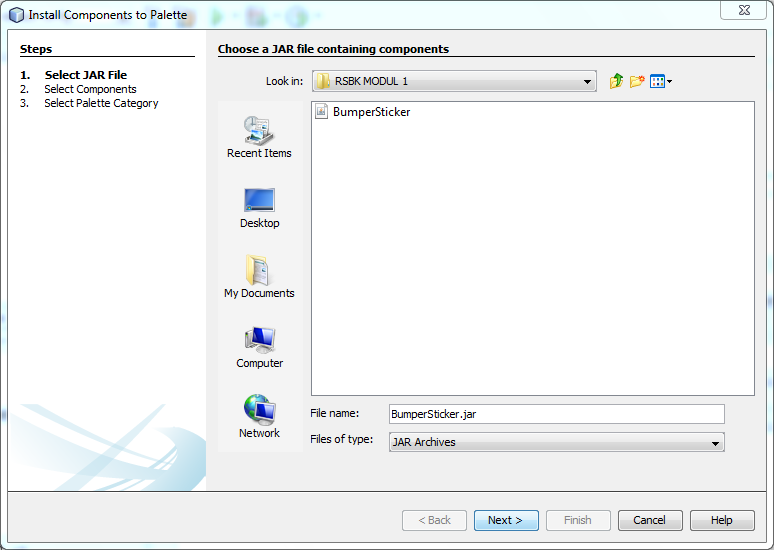 Install Components to Palette
Steps
1. Select JAR File
2. Select Components
3. Select Palette Category
Choose a JAR file containing components
Look in: RSBK MODUL 1
BumperSticker
Recent Items
Desktop
My Documents
Computer
Network
File name: BumperSticker.jar
Files of type: JAR Archives
< Back Next > Finish Cancel Help